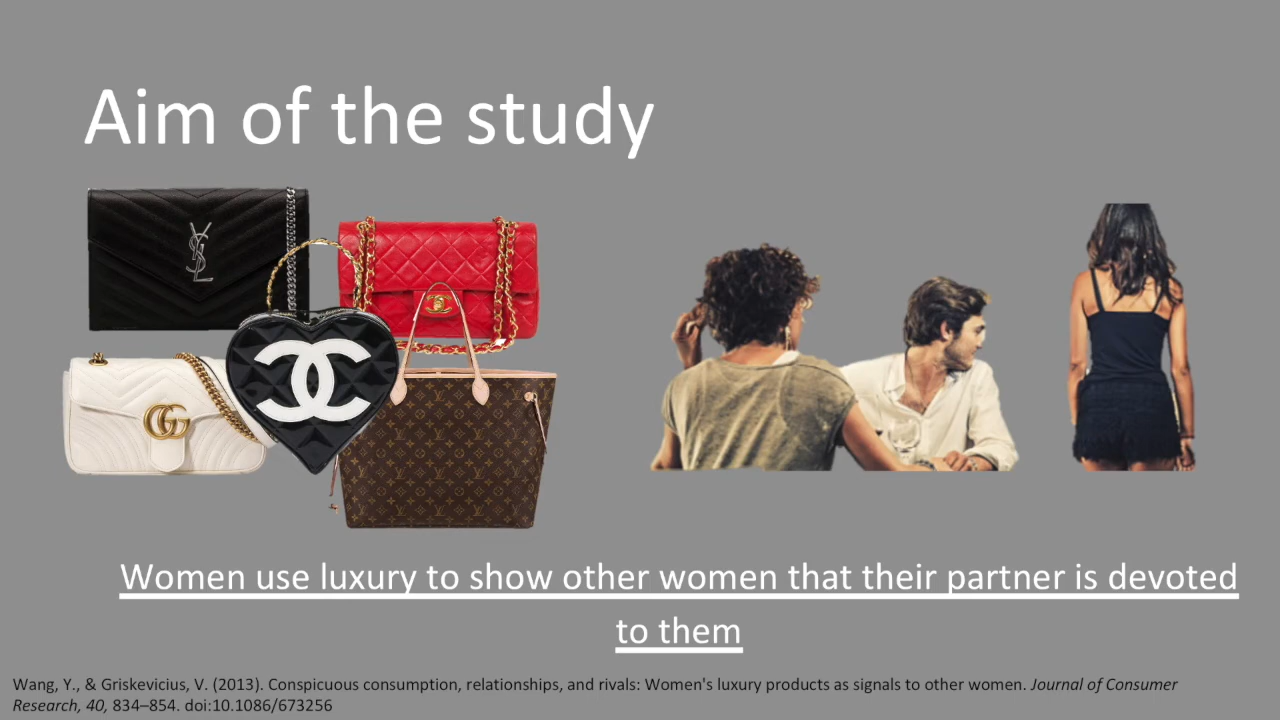 Aim of the study
YSL
GG
Women use luxury to show other women that their partner is devoted
to them
Wang, Y., & Griskevicius, V. (2013). Conspicuous consumption, relationships, and rivals: Women's luxury products as signals to other women. Journal of Consumer
Research, 40, 834–854. doi:10.1086/673256